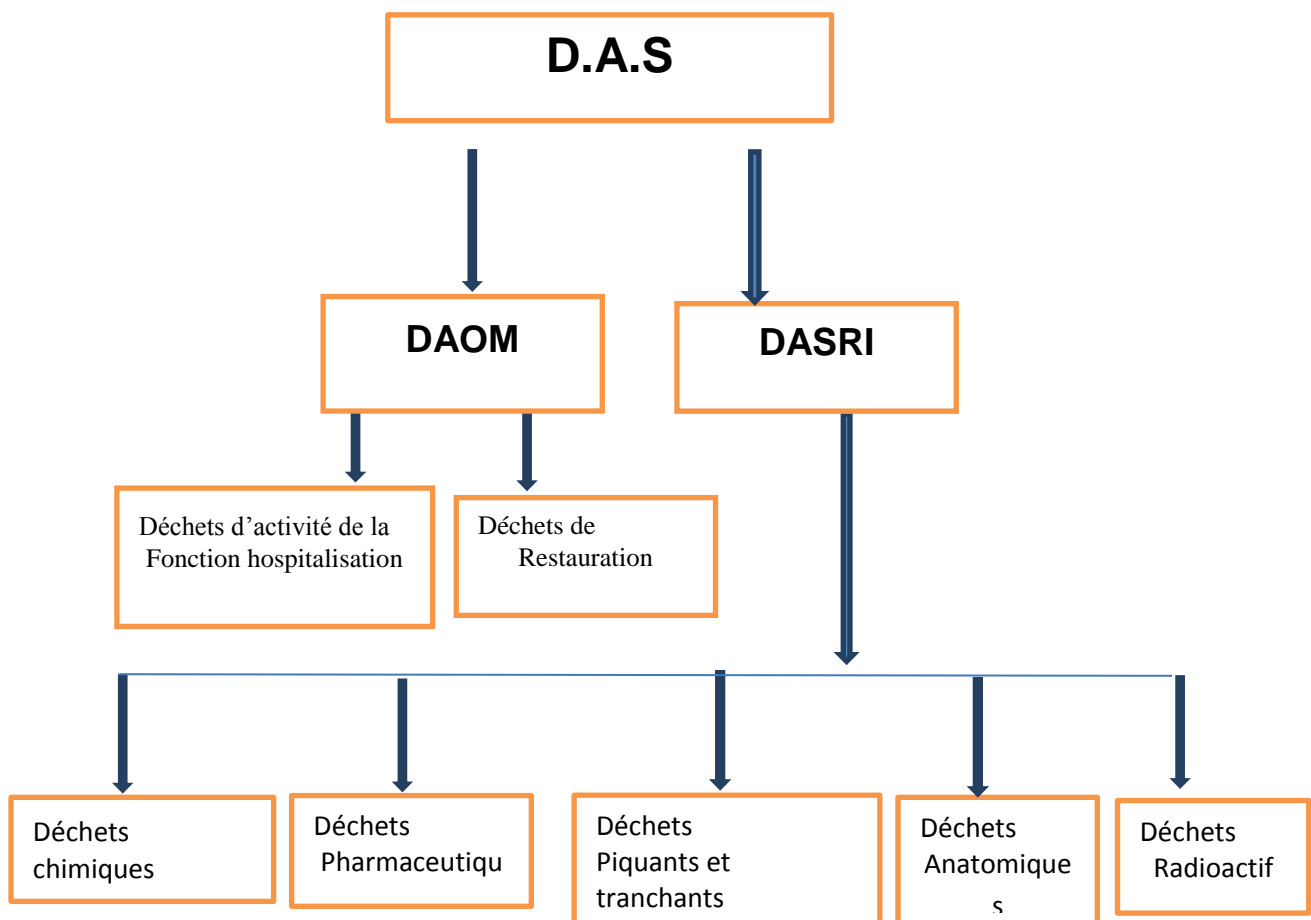 D.A.S
DAOM
DASRI
Déchets d’activité de la
Fonction hospitalisation
Déchets de
Restauration
Déchets
chimiques
Déchets
Pharmaceutiqu
Déchets
Piquants et
tranchants
Déchets
Anatomique
s
Déchets
Radioactif